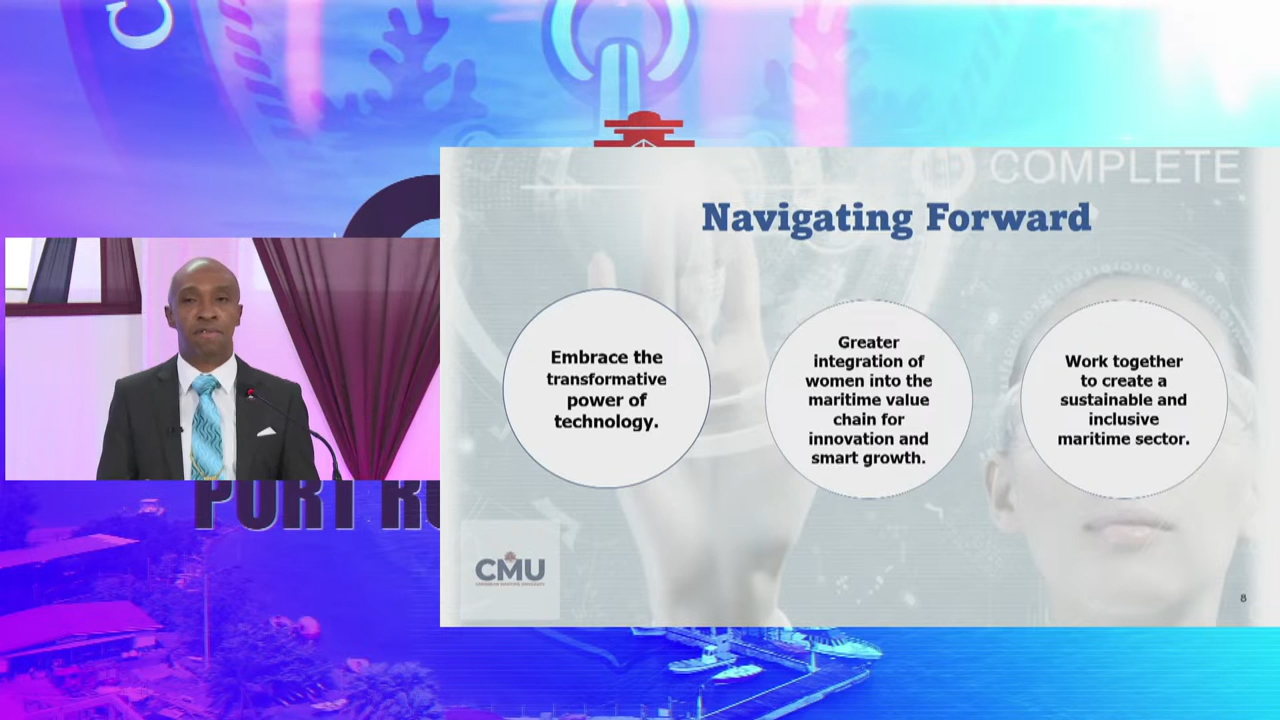 COMPLETE
Navigating Forward
Embrace the
transformative
power of
technology.
Greater
integration of
women into the
maritime value
chain for
innovation and
smart growth.
Work together
to create a
sustainable and
inclusive
maritime sector.
PORT RO
CMU
8